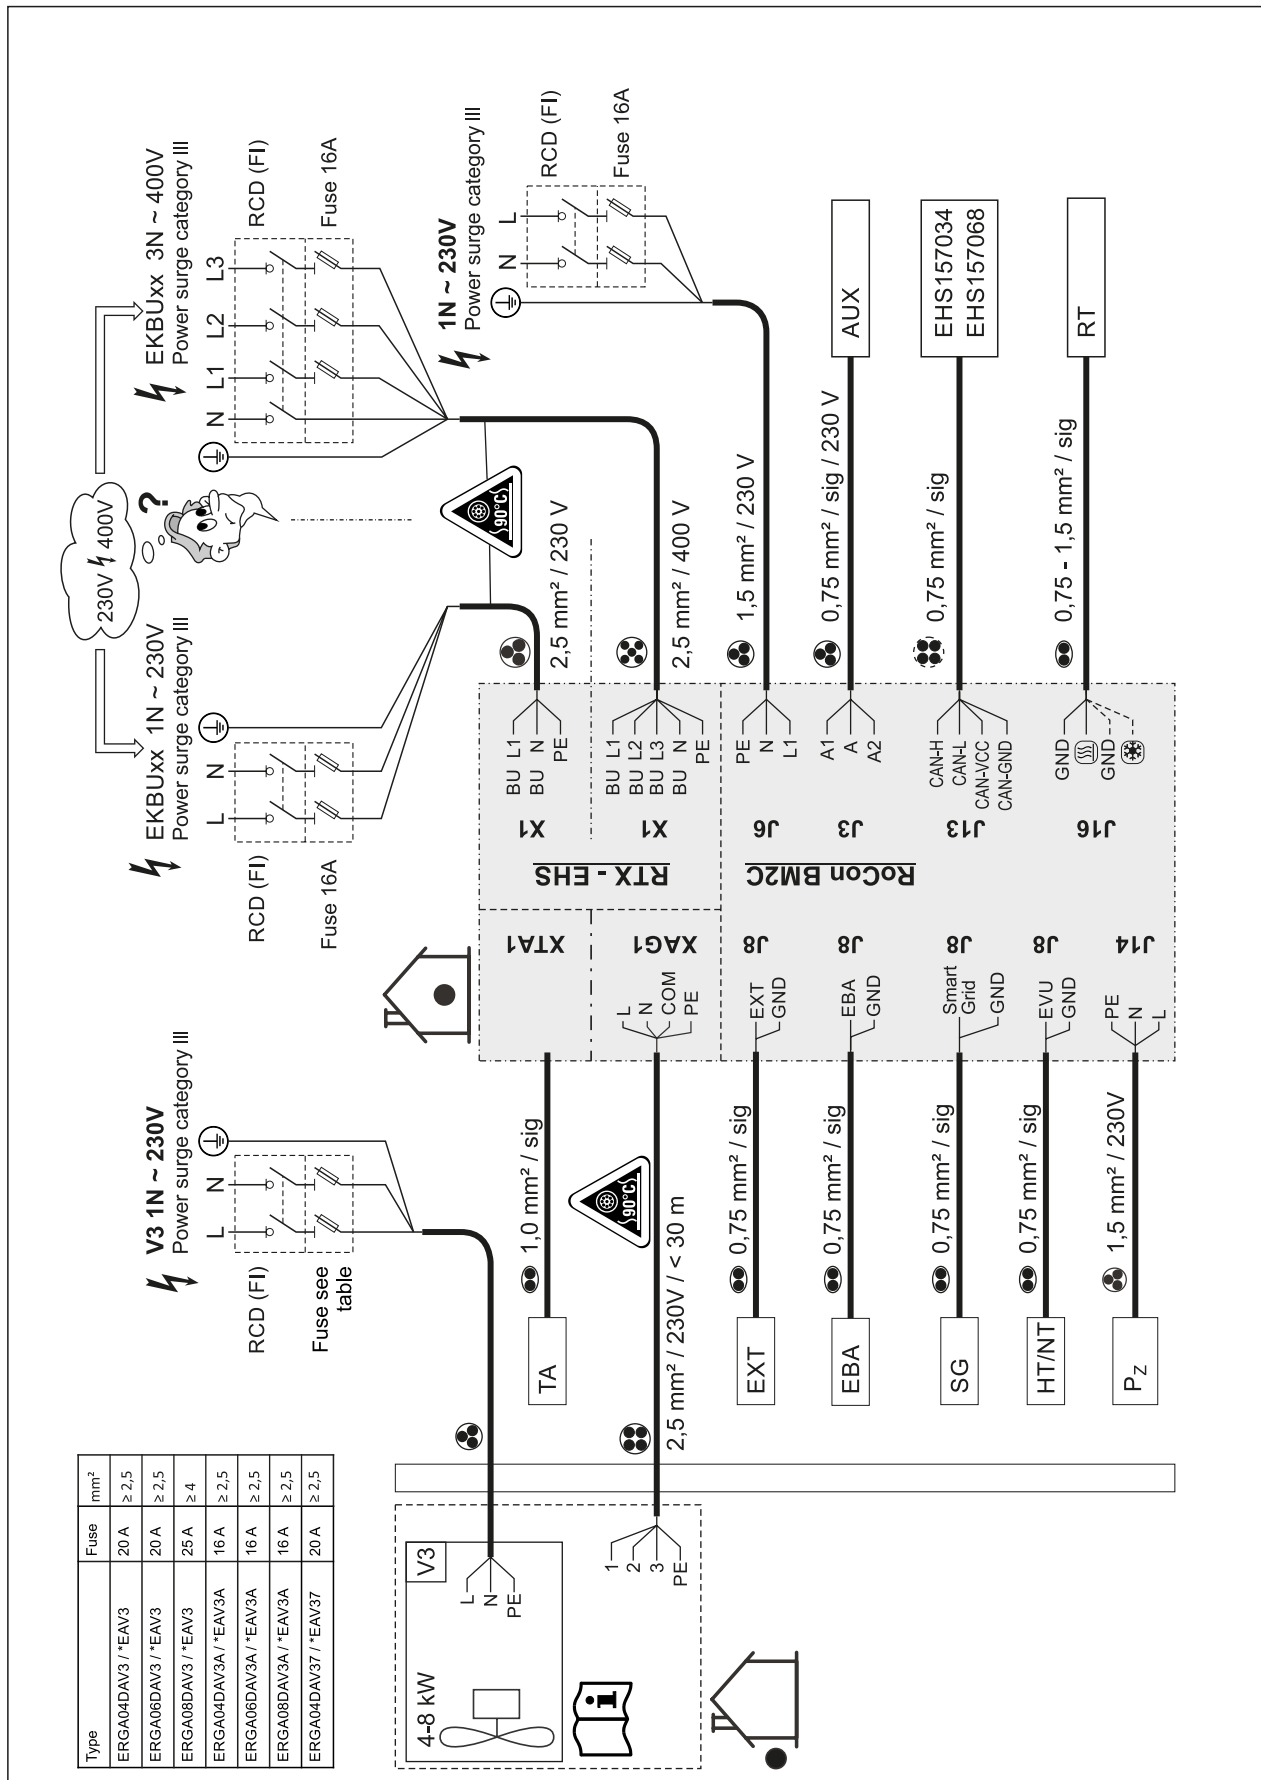 Type Fuse mm²
ERGA04DAV3 / *EAV3 20 A ≥ 2,5
ERGA06DAV3 / *EAV3 20 A ≥ 2,5
ERGA08DAV3 / *EAV3 25 A ≥ 4
ERGA04DAV3A / *EAV3A 16 A ≥ 2,5
ERGA06DAV3A / *EAV3A 16 A ≥ 2,5
ERGA08DAV3A / *EAV3A 16 A ≥ 2,5
ERGA04DAV37 / *EAV37 20 A ≥ 2,5
V3 1N ~ 230V
Power surge category III
L N
RCD (FI)
Fuse see
table
230V 400V
?
EKBUxx 1N ~ 230V
Power surge category III
L N
RCD (FI)
Fuse 16A
EKBUxx 3N ~ 400V
Power surge category III
N L1 L2 L3
RCD (FI)
Fuse 16A
1N ~ 230V
Power surge category III
N L
RCD (FI)
Fuse 16A
90°C
4-8 kW
V3
L
N
PE
1
2
3
PE
i
TA
1,0 mm² / sig
2,5 mm² / 230V / < 30 m
90°C
EXT
0,75 mm² / sig
EBA
0,75 mm² / sig
SG
0,75 mm² / sig
HT/NT
0,75 mm² / sig
PZ
1,5 mm² / 230V
XTA1
L
N
COM
PE
XAG1
EXT
GND
J8
EBA
GND
J8
Smart
Grid
GND
J8
EVU
GND
J8
PE
N
L
J14
RTX - EHS
RoCon BM2C
X1
BU L1
BU N
PE
2,5 mm² / 230 V
X1
BU L1
BU L2
BU L3
BU N
PE
2,5 mm² / 400 V
J6
PE
N
L1
1,5 mm² / 230 V
J3
A1
A
A2
0,75 mm² / sig / 230 V
AUX
J13
CAN-H
CAN-L
CAN-VCC
CAN-GND
0,75 mm² / sig
EHS157034
EHS157068
J16
GND
GND
0,75 - 1,5 mm² / sig
RT